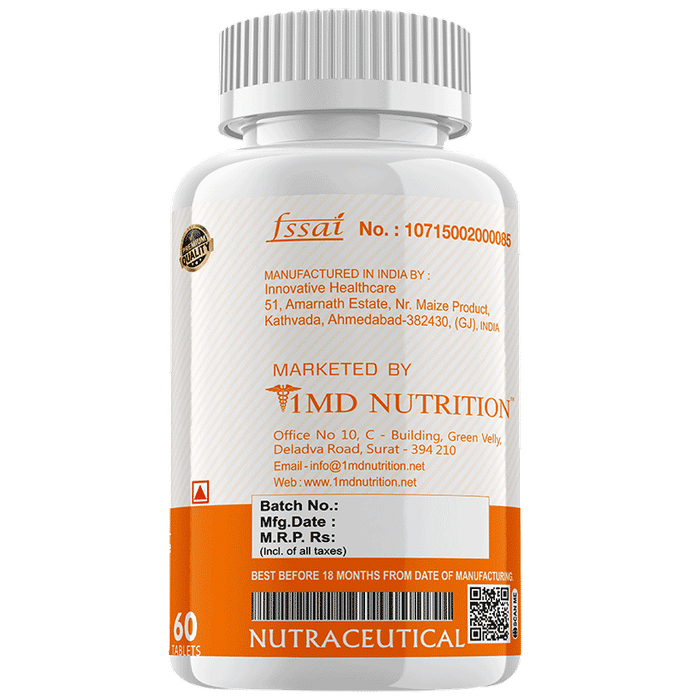 fssai No. : 10715002000085
PREMIUM
QUALITY
MANUFACTURED IN INDIA BY :
Innovative Healthcare
51, Amarnath Estate, Nr. Maize Product,
Kathvada, Ahmedabad-382430, (GJ), INDIA
MARKETED BY
1MD NUTRITION™
Office No 10, C - Building, Green Velly,
Deladva Road, Surat - 394 210
Email - info@1mdnutrition.net
Web : www.1mdnutrition.net
Batch No.:
Mfg.Date :
M.R.P. Rs:
(Incl. of all taxes)
BEST BEFORE 18 MONTHS FROM DATE OF MANUFACTURING.
60
TABLETS
NUTRACEUTICAL
SCAN ME